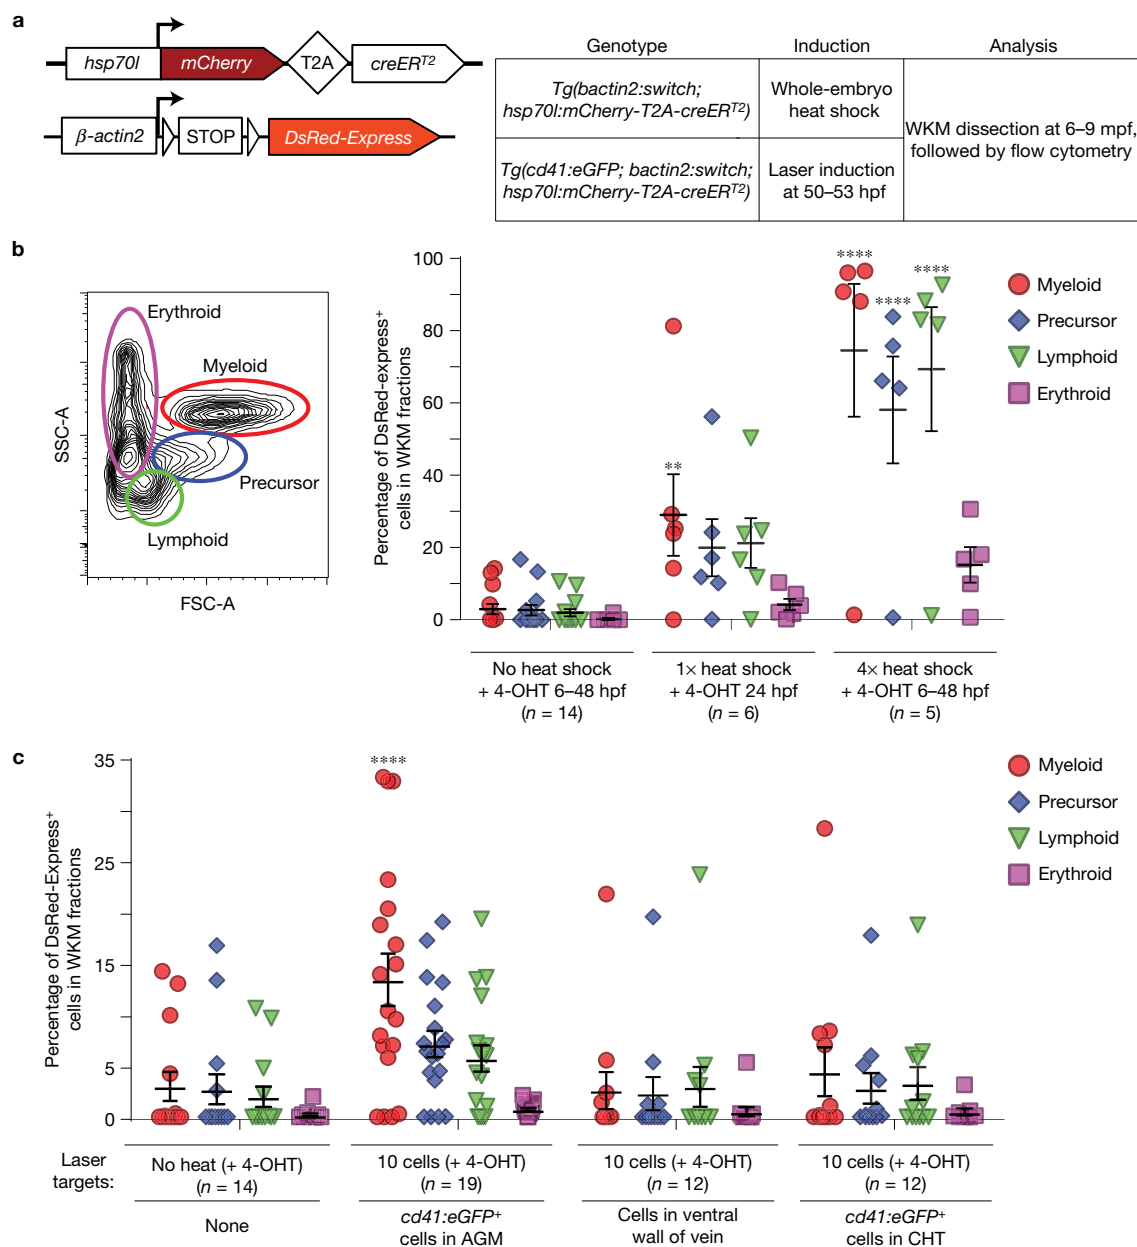 a
hsp70l mCherry T2A creER^T2
β-actin2 STOP DsRed-Express
Genotype Induction Analysis
Tg(bactin2:switch; hsp70l:mCherry-T2A-creER^T2)
Whole-embryo heat shock
WKM dissection at 6–9 mpf, followed by flow cytometry
Tg(cd41:eGFP; bactin2:switch; hsp70l:mCherry-T2A-creER^T2)
Laser induction at 50–53 hpf
b
SSC-A
FSC-A
Erythroid
Myeloid
Precursor
Lymphoid
Percentage of DsRed-express⁺
cells in WKM fractions
100
80
60
40
20
0
**
****
****
****
Myeloid
Precursor
Lymphoid
Erythroid
No heat shock
+ 4-OHT 6–48 hpf
(n = 14)
1× heat shock
+ 4-OHT 24 hpf
(n = 6)
4× heat shock
+ 4-OHT 6–48 hpf
(n = 5)
c
Percentage of DsRed-Express⁺
cells in WKM fractions
35
25
15
5
0
****
Myeloid
Precursor
Lymphoid
Erythroid
Laser
targets:
No heat (+ 4-OHT)
(n = 14)
None
10 cells (+ 4-OHT)
(n = 19)
cd41:eGFP⁺
cells in AGM
10 cells (+ 4-OHT)
(n = 12)
Cells in ventral
wall of vein
10 cells (+ 4-OHT)
(n = 12)
cd41:eGFP⁺
cells in CHT